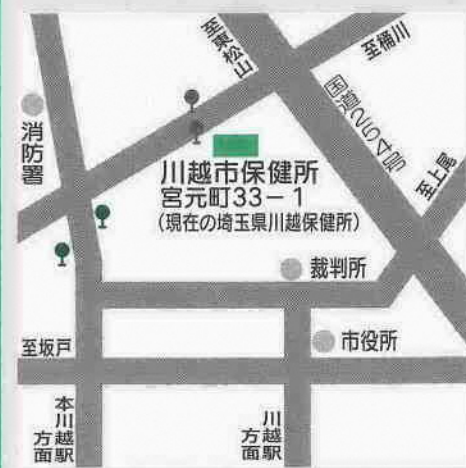 至東松山
至桶川
国道254号
至上尾
消防署
川越市保健所
宮元町33－1
（現在の埼玉県川越保健所）
裁判所
市役所
至坂戸
本川越駅
方面
川越駅
方面